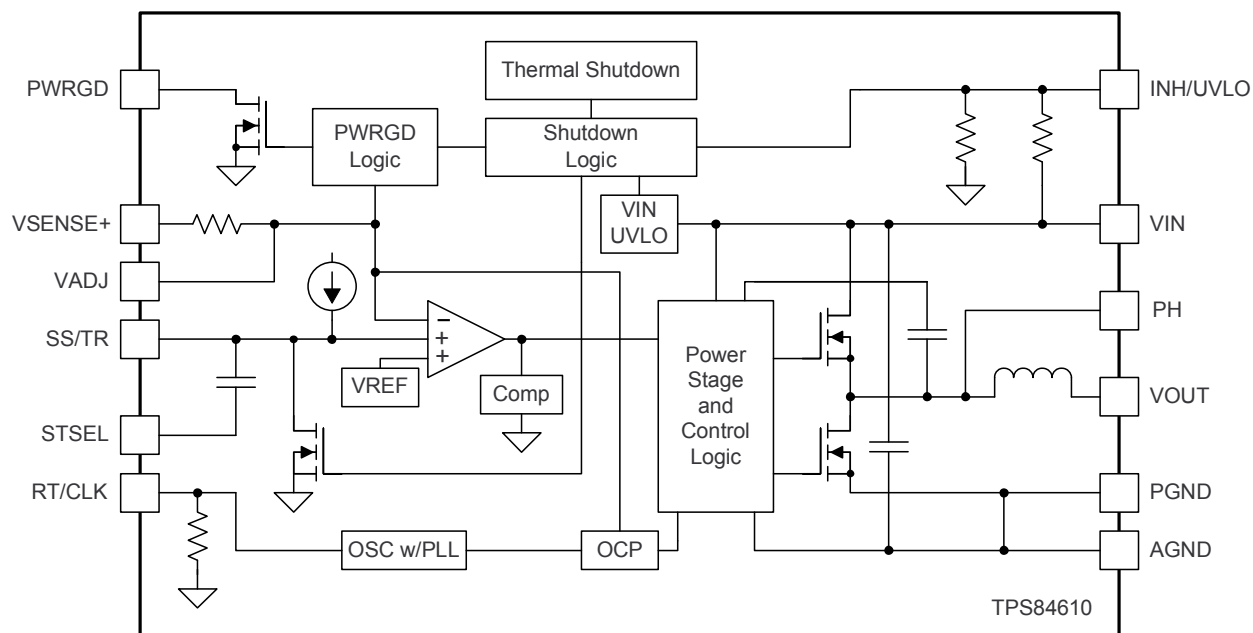 PWRGD
VSENSE+
VADJ
SS/TR
STSEL
RT/CLK
Thermal Shutdown
PWRGD
Logic
Shutdown
Logic
VIN
UVLO
−
+
+
VREF
Comp
Power
Stage
and
Control
Logic
OSC w/PLL
OCP
INH/UVLO
VIN
PH
VOUT
PGND
AGND
TPS84610